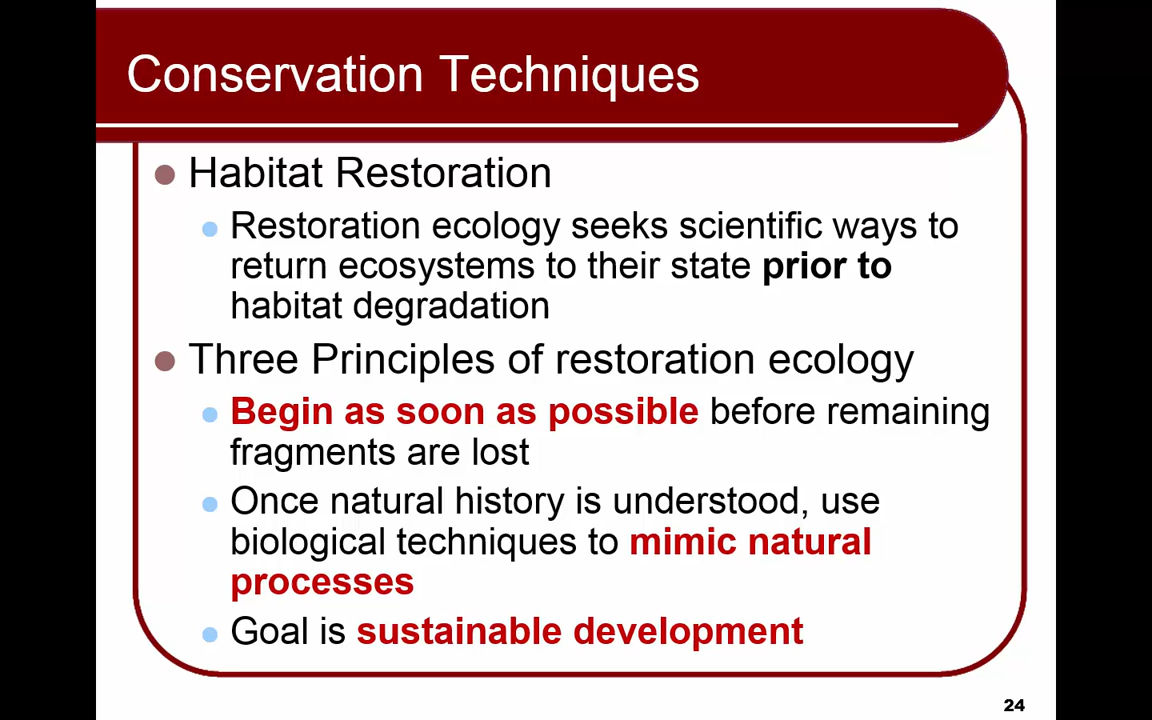 Conservation Techniques
Habitat Restoration
Restoration ecology seeks scientific ways to
return ecosystems to their state prior to
habitat degradation
Three Principles of restoration ecology
Begin as soon as possible before remaining
fragments are lost
Once natural history is understood, use
biological techniques to mimic natural
processes
Goal is sustainable development
24